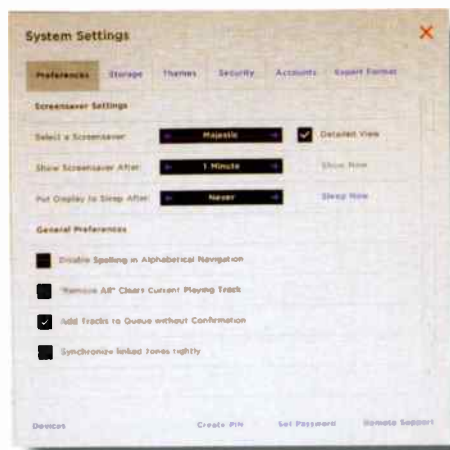 System Settings
Preferences Storage Themes Security Accounts Export Format
Screensaver Settings
Select a Screensaver: Majestic Detailed View
Show Screensaver After: 1 Minute Show Now
Put Display to Sleep After: Never Sleep Now
General Preferences
Disable Spelling in Alphabetical Navigation
"Remove All" Clears Current Playing Track
Add Tracks to Queue without Confirmation
Synchronize linked zones tightly
Devices Create PIN Set Password Remote Support